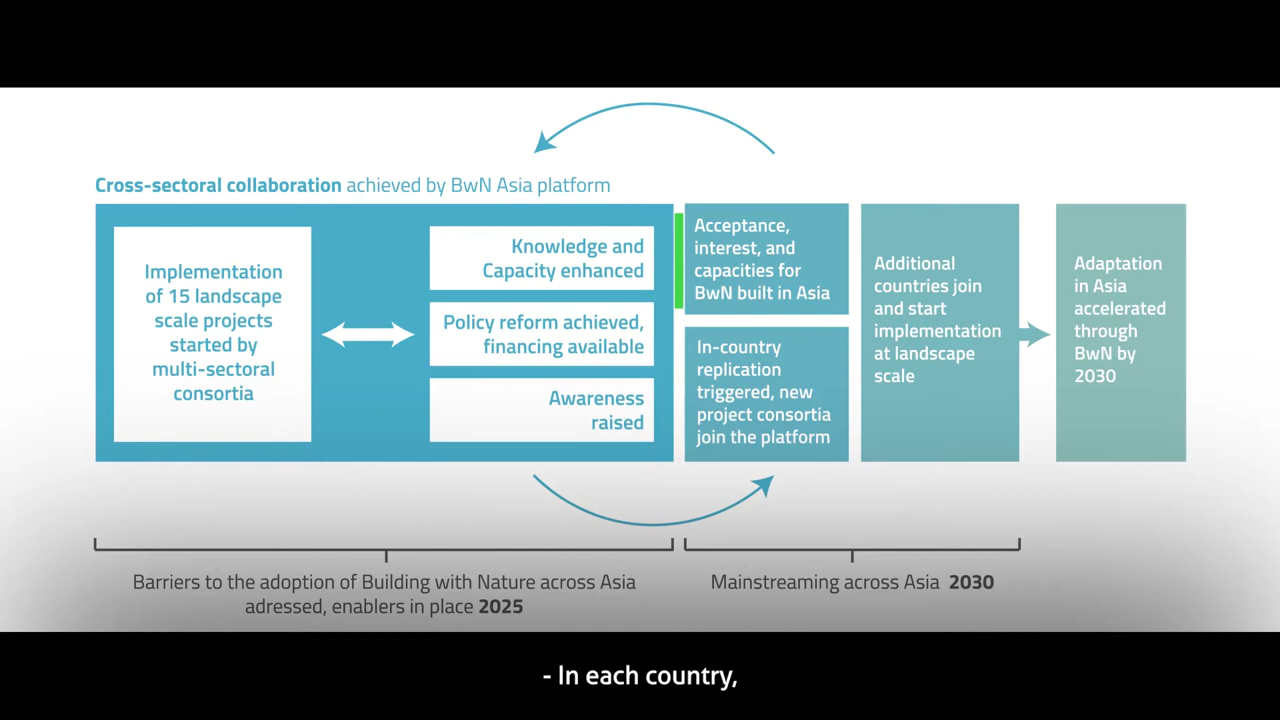 Cross-sectoral collaboration achieved by BwN Asia platform
Implementation
of 15 landscape
scale projects
started by
multi-sectoral
consortia
Knowledge and
Capacity enhanced
Policy reform achieved,
financing available
Awareness
raised
Acceptance,
interest, and
capacities for
BwN built in Asia
In-country
replication
triggered, new
project consortia
join the platform
Additional
countries join
and start
implementation
at landscape
scale
Adaptation
in Asia
accelerated
through
BwN by
2030
Barriers to the adoption of Building with Nature across Asia
adressed, enablers in place 2025
Mainstreaming across Asia 2030
- In each country,